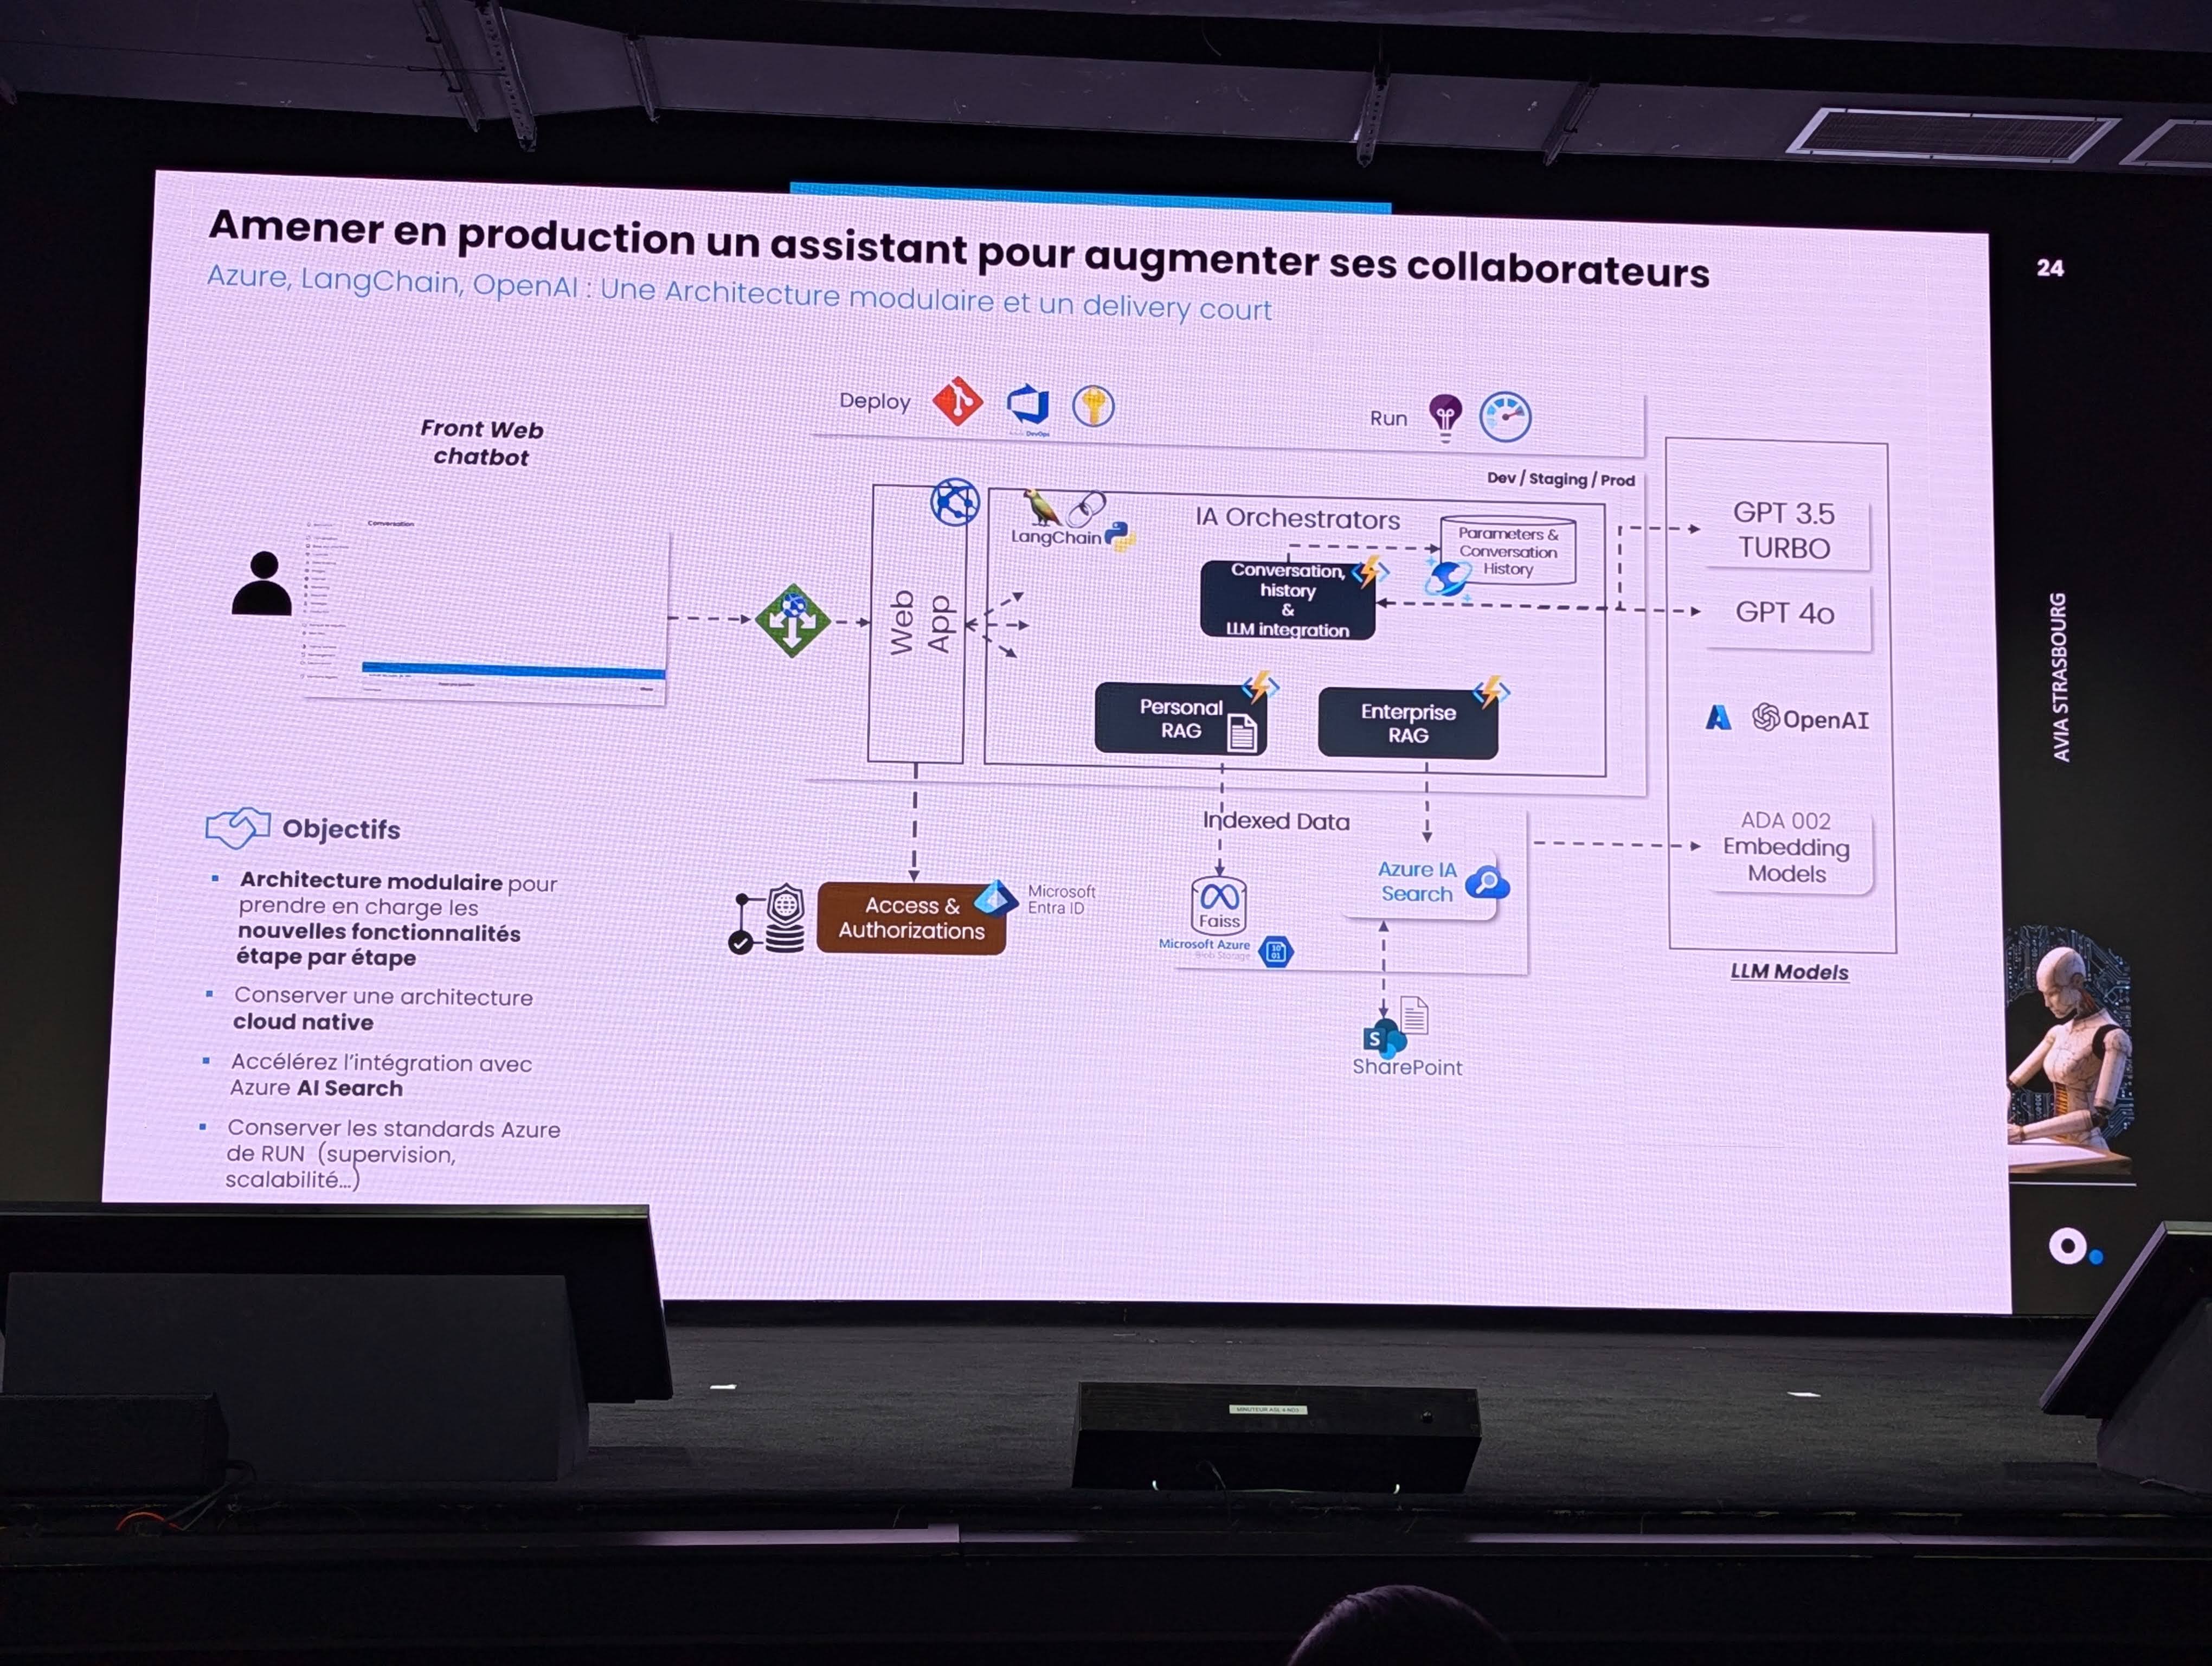 Amener en production un assistant pour augmenter ses collaborateurs
Azure, LangChain, OpenAI : Une Architecture modulaire et un delivery court
24
AVIA STRASBOURG
Deploy
DevOps
Run
Front Web
chatbot
Conversation
Dev / Staging / Prod
Web
App
LangChain
IA Orchestrators
Parameters &
Conversation
History
Conversation,
history
&
LLM integration
Personal
RAG
Enterprise
RAG
GPT 3.5
TURBO
GPT 4o
OpenAI
ADA 002
Embedding
Models
LLM Models
Indexed Data
Access &
Authorizations
Microsoft
Entra ID
Faiss
Microsoft Azure
Blob Storage
Azure IA
Search
S
SharePoint
Objectifs
Architecture modulaire pour
prendre en charge les
nouvelles fonctionnalités
étape par étape
Conserver une architecture
cloud native
Accélérez l'intégration avec
Azure AI Search
Conserver les standards Azure
de RUN (supervision,
scalabilité...)